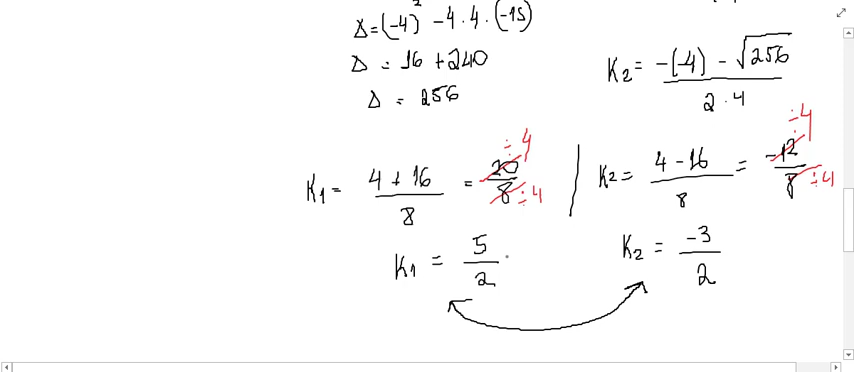 Δ=(-4)² -4·4·(-15)
Δ = 16 + 240
Δ = 256
K₂= -(-4) - √256 / 2·4
K₁= 4+16 / 8 = 20 / 8 ÷4 ÷4
K₂= 4-16 / 8 = -12 / 8 ÷4 ÷4
K₁ = 5 / 2
K₂ = -3 / 2